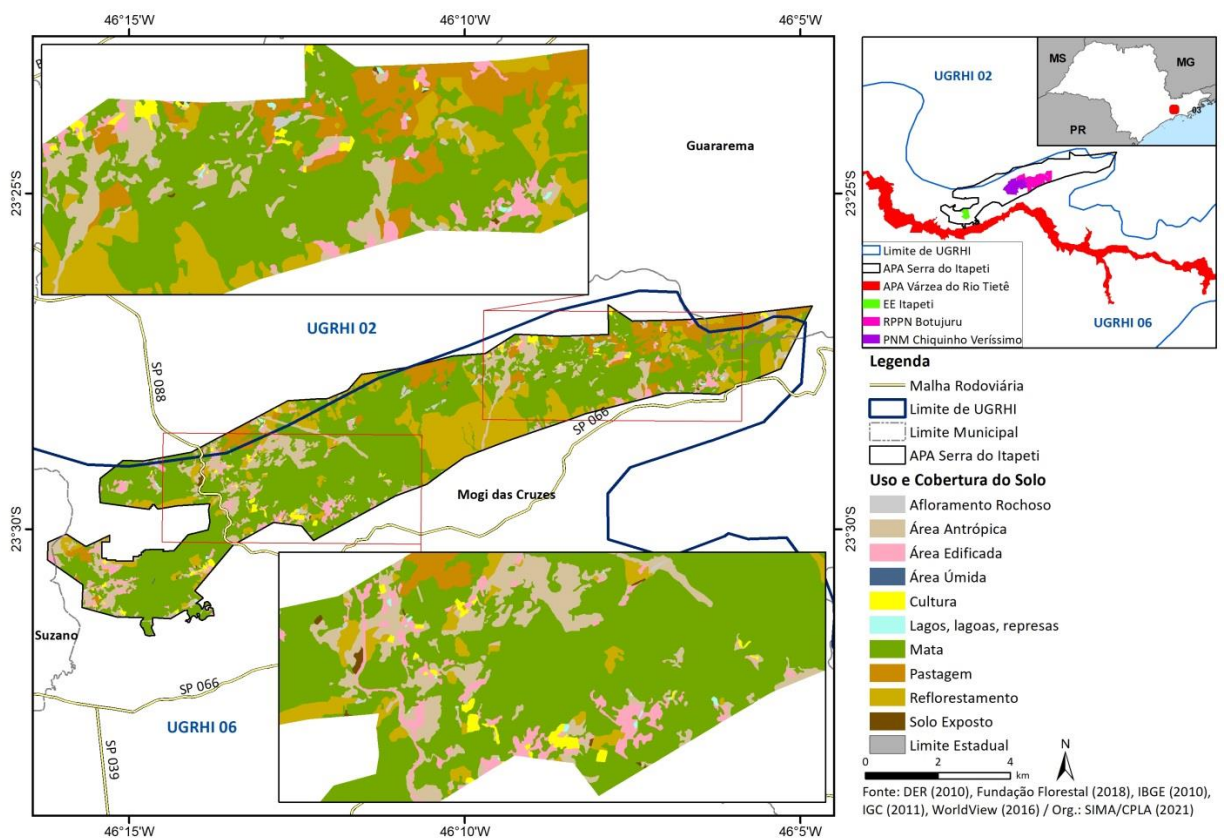 46°15'W
46°10'W
46°5'W
23°25'S
23°30'S
Guararema
UGRHI 02
SP 088
SP 066
Mogi das Cruzes
Suzano
SP 066
SP 039
UGRHI 06
46°15'W
46°10'W
46°5'W
23°25'S
23°30'S
UGRHI 02
MS
MG
PR
03
UGRHI 06
Limite de UGRHI
APA Serra do Itapeti
APA Várzea do Rio Tietê
EE Itapeti
RPPN Botujuru
PNM Chiquinho Veríssimo
Legenda
Malha Rodoviária
Limite de UGRHI
Limite Municipal
APA Serra do Itapeti
Uso e Cobertura do Solo
Afloramento Rochoso
Área Antrópica
Área Edificada
Área Úmida
Cultura
Lagos, lagoas, represas
Mata
Pastagem
Reflorestamento
Solo Exposto
Limite Estadual
N
0 2 4
km
Fonte: DER (2010), Fundação Florestal (2018), IBGE (2010),
IGC (2011), WorldView (2016) / Org.: SIMA/CPLA (2021)